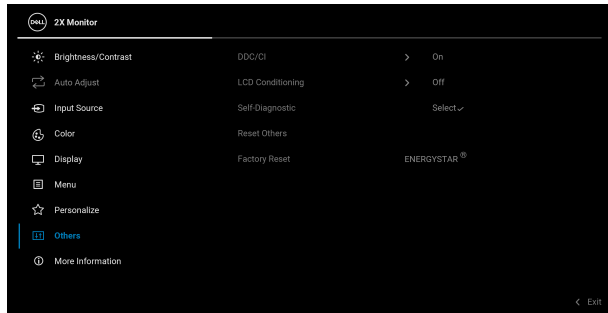 DELL 2X Monitor
Brightness/Contrast DDC/CI On
Auto Adjust LCD Conditioning Off
Input Source Self-Diagnostic Select
Color Reset Others
Display Factory Reset ENERGYSTAR ®
Menu
Personalize
Others
More Information
Exit